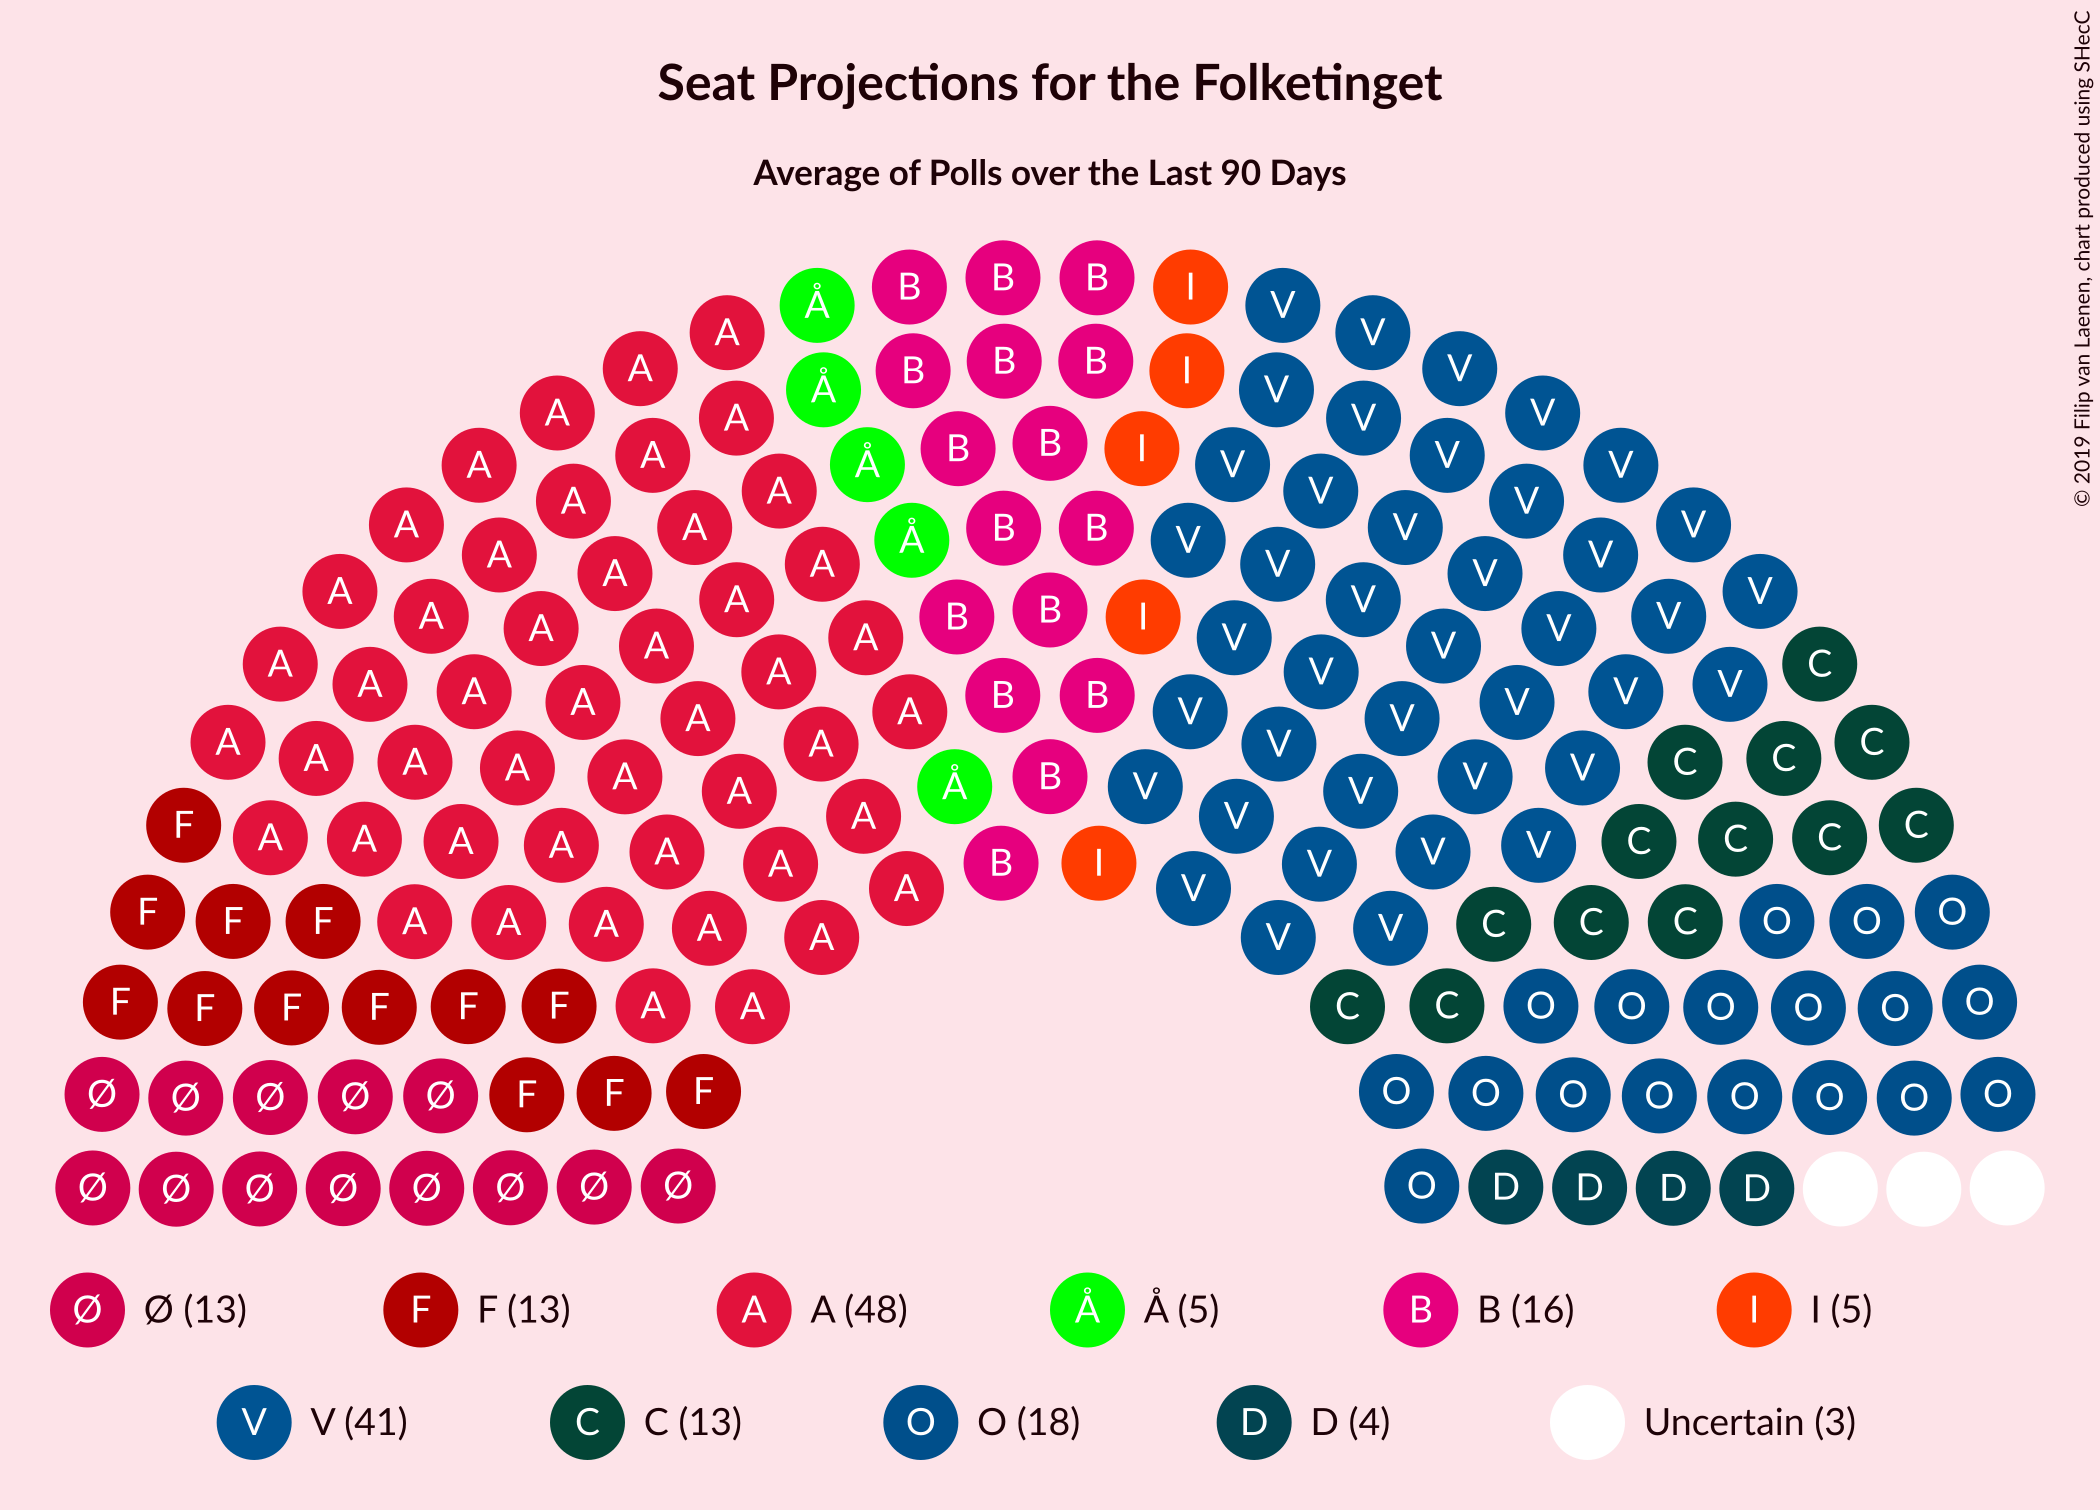 Seat Projections for the Folketinget
Average of Polls over the Last 90 Days
© 2019 Filip van Laenen, chart produced using SHecC
Å B B B I V
A Å B B B I V V
A A Å B B I V V V
A A A Å B B V V V V
A A A A B B I V V V V
A A A A A B B V V V V V
A A A A A Å B V V V V V
A A A A A B I V V V V C
F A A A A A A V V V C C C C
F F F A A A A A V V C C C O O O
F F F F F F A A C C O O O O O O
Ø Ø Ø Ø Ø F F F O O O O O O O O
Ø Ø Ø Ø Ø Ø Ø Ø O D D D D
Ø Ø (13) F F (13) A A (48) Å Å (5) B B (16) I I (5)
V V (41) C C (13) O O (18) D D (4) Uncertain (3)